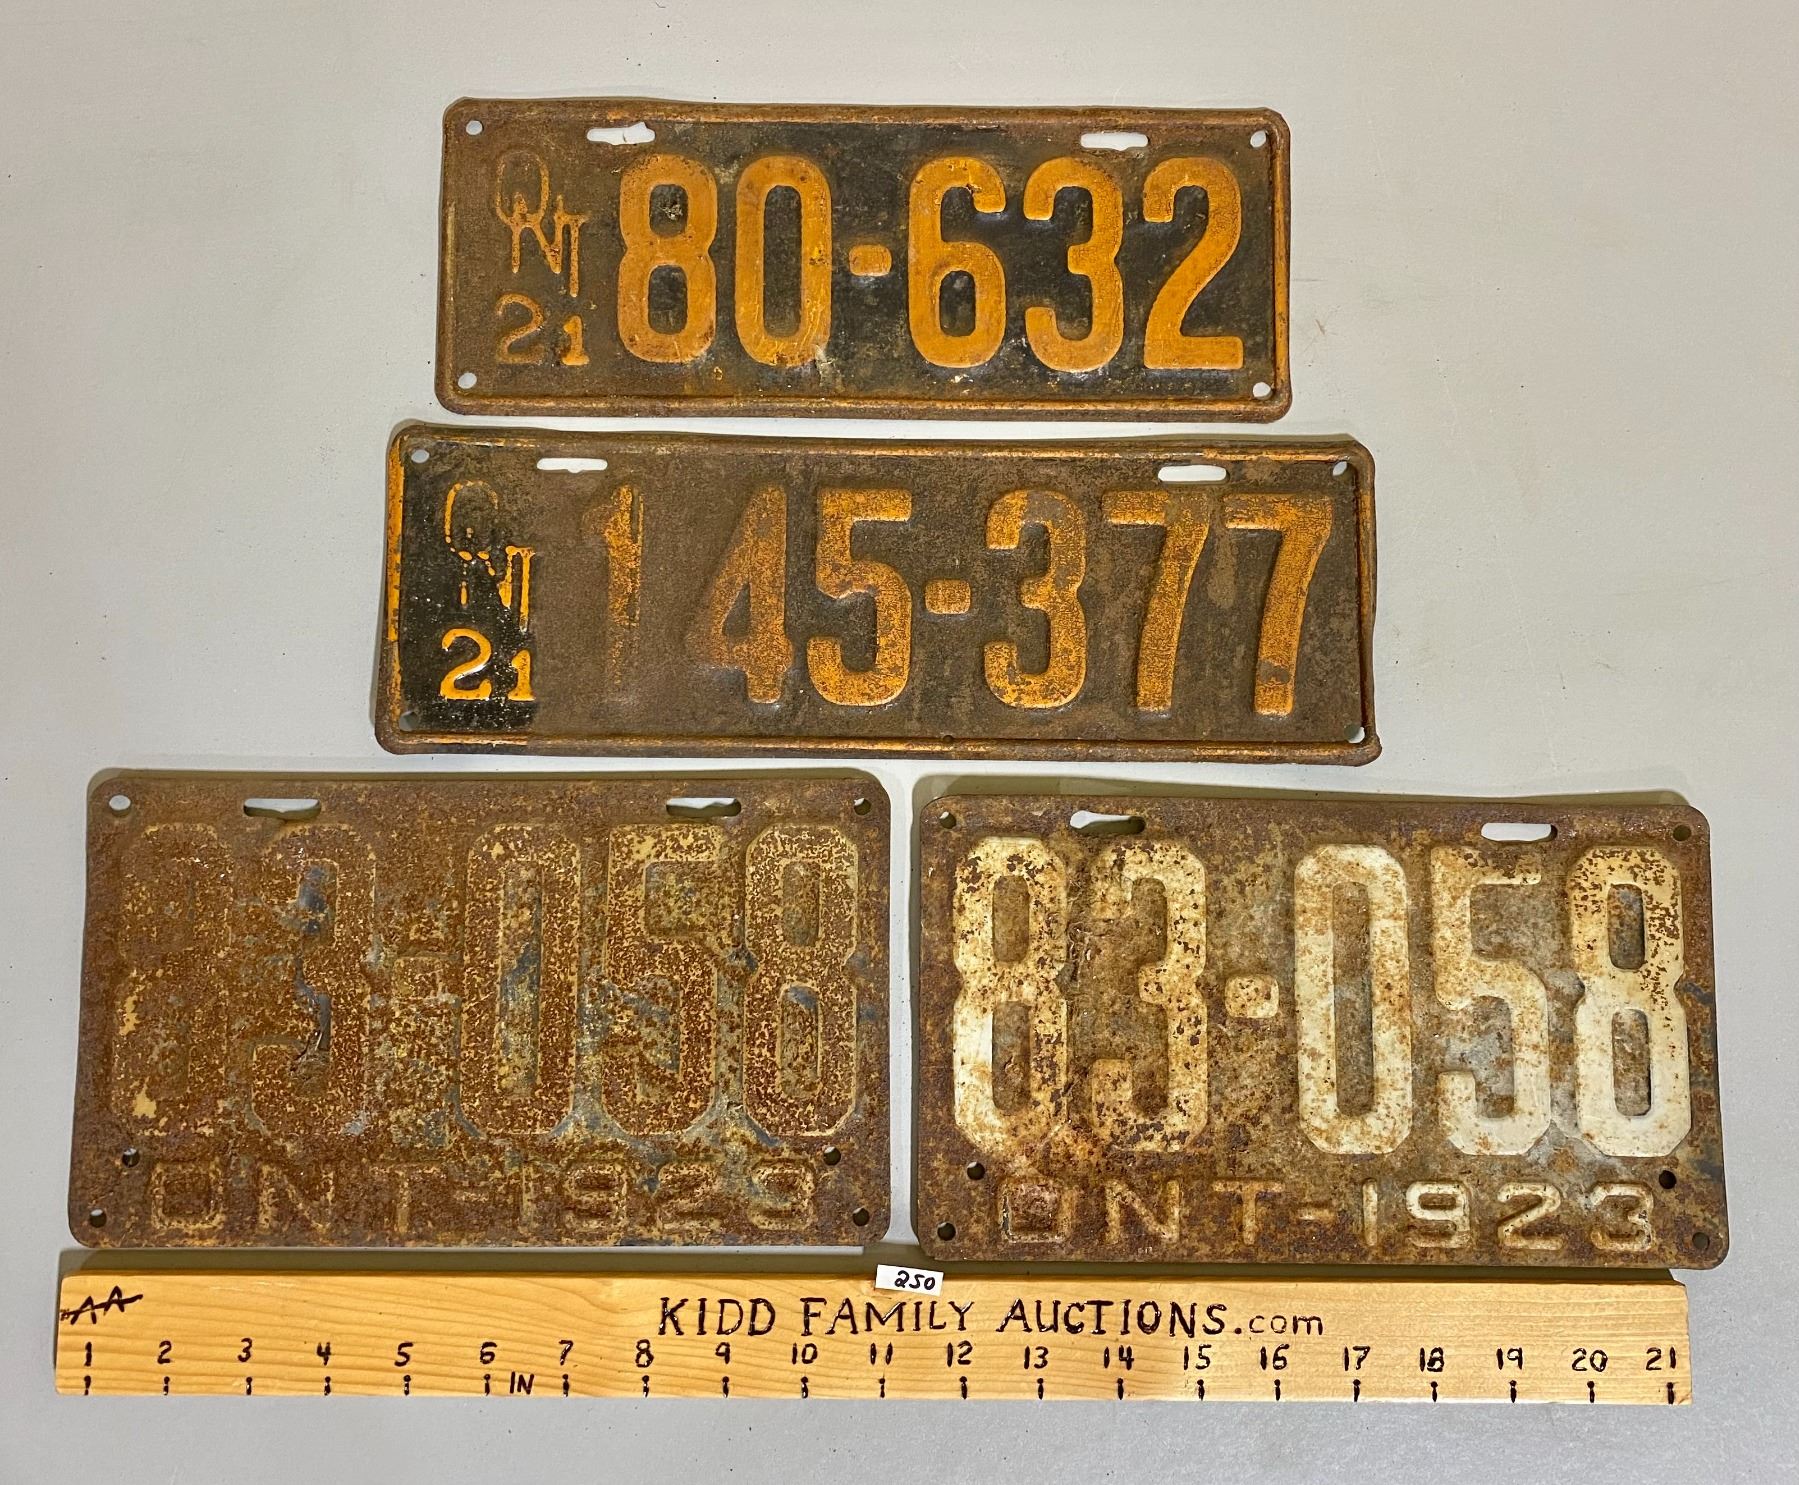 ONT 80-632
21
ONT 145-377
21
83-058
ONT-1923
83-058
ONT-1923
250
AA KIDD FAMILY AUCTIONS.com
1 2 3 4 5 6 7 8 9 10 11 12 13 14 15 16 17 18 19 20 21
IN